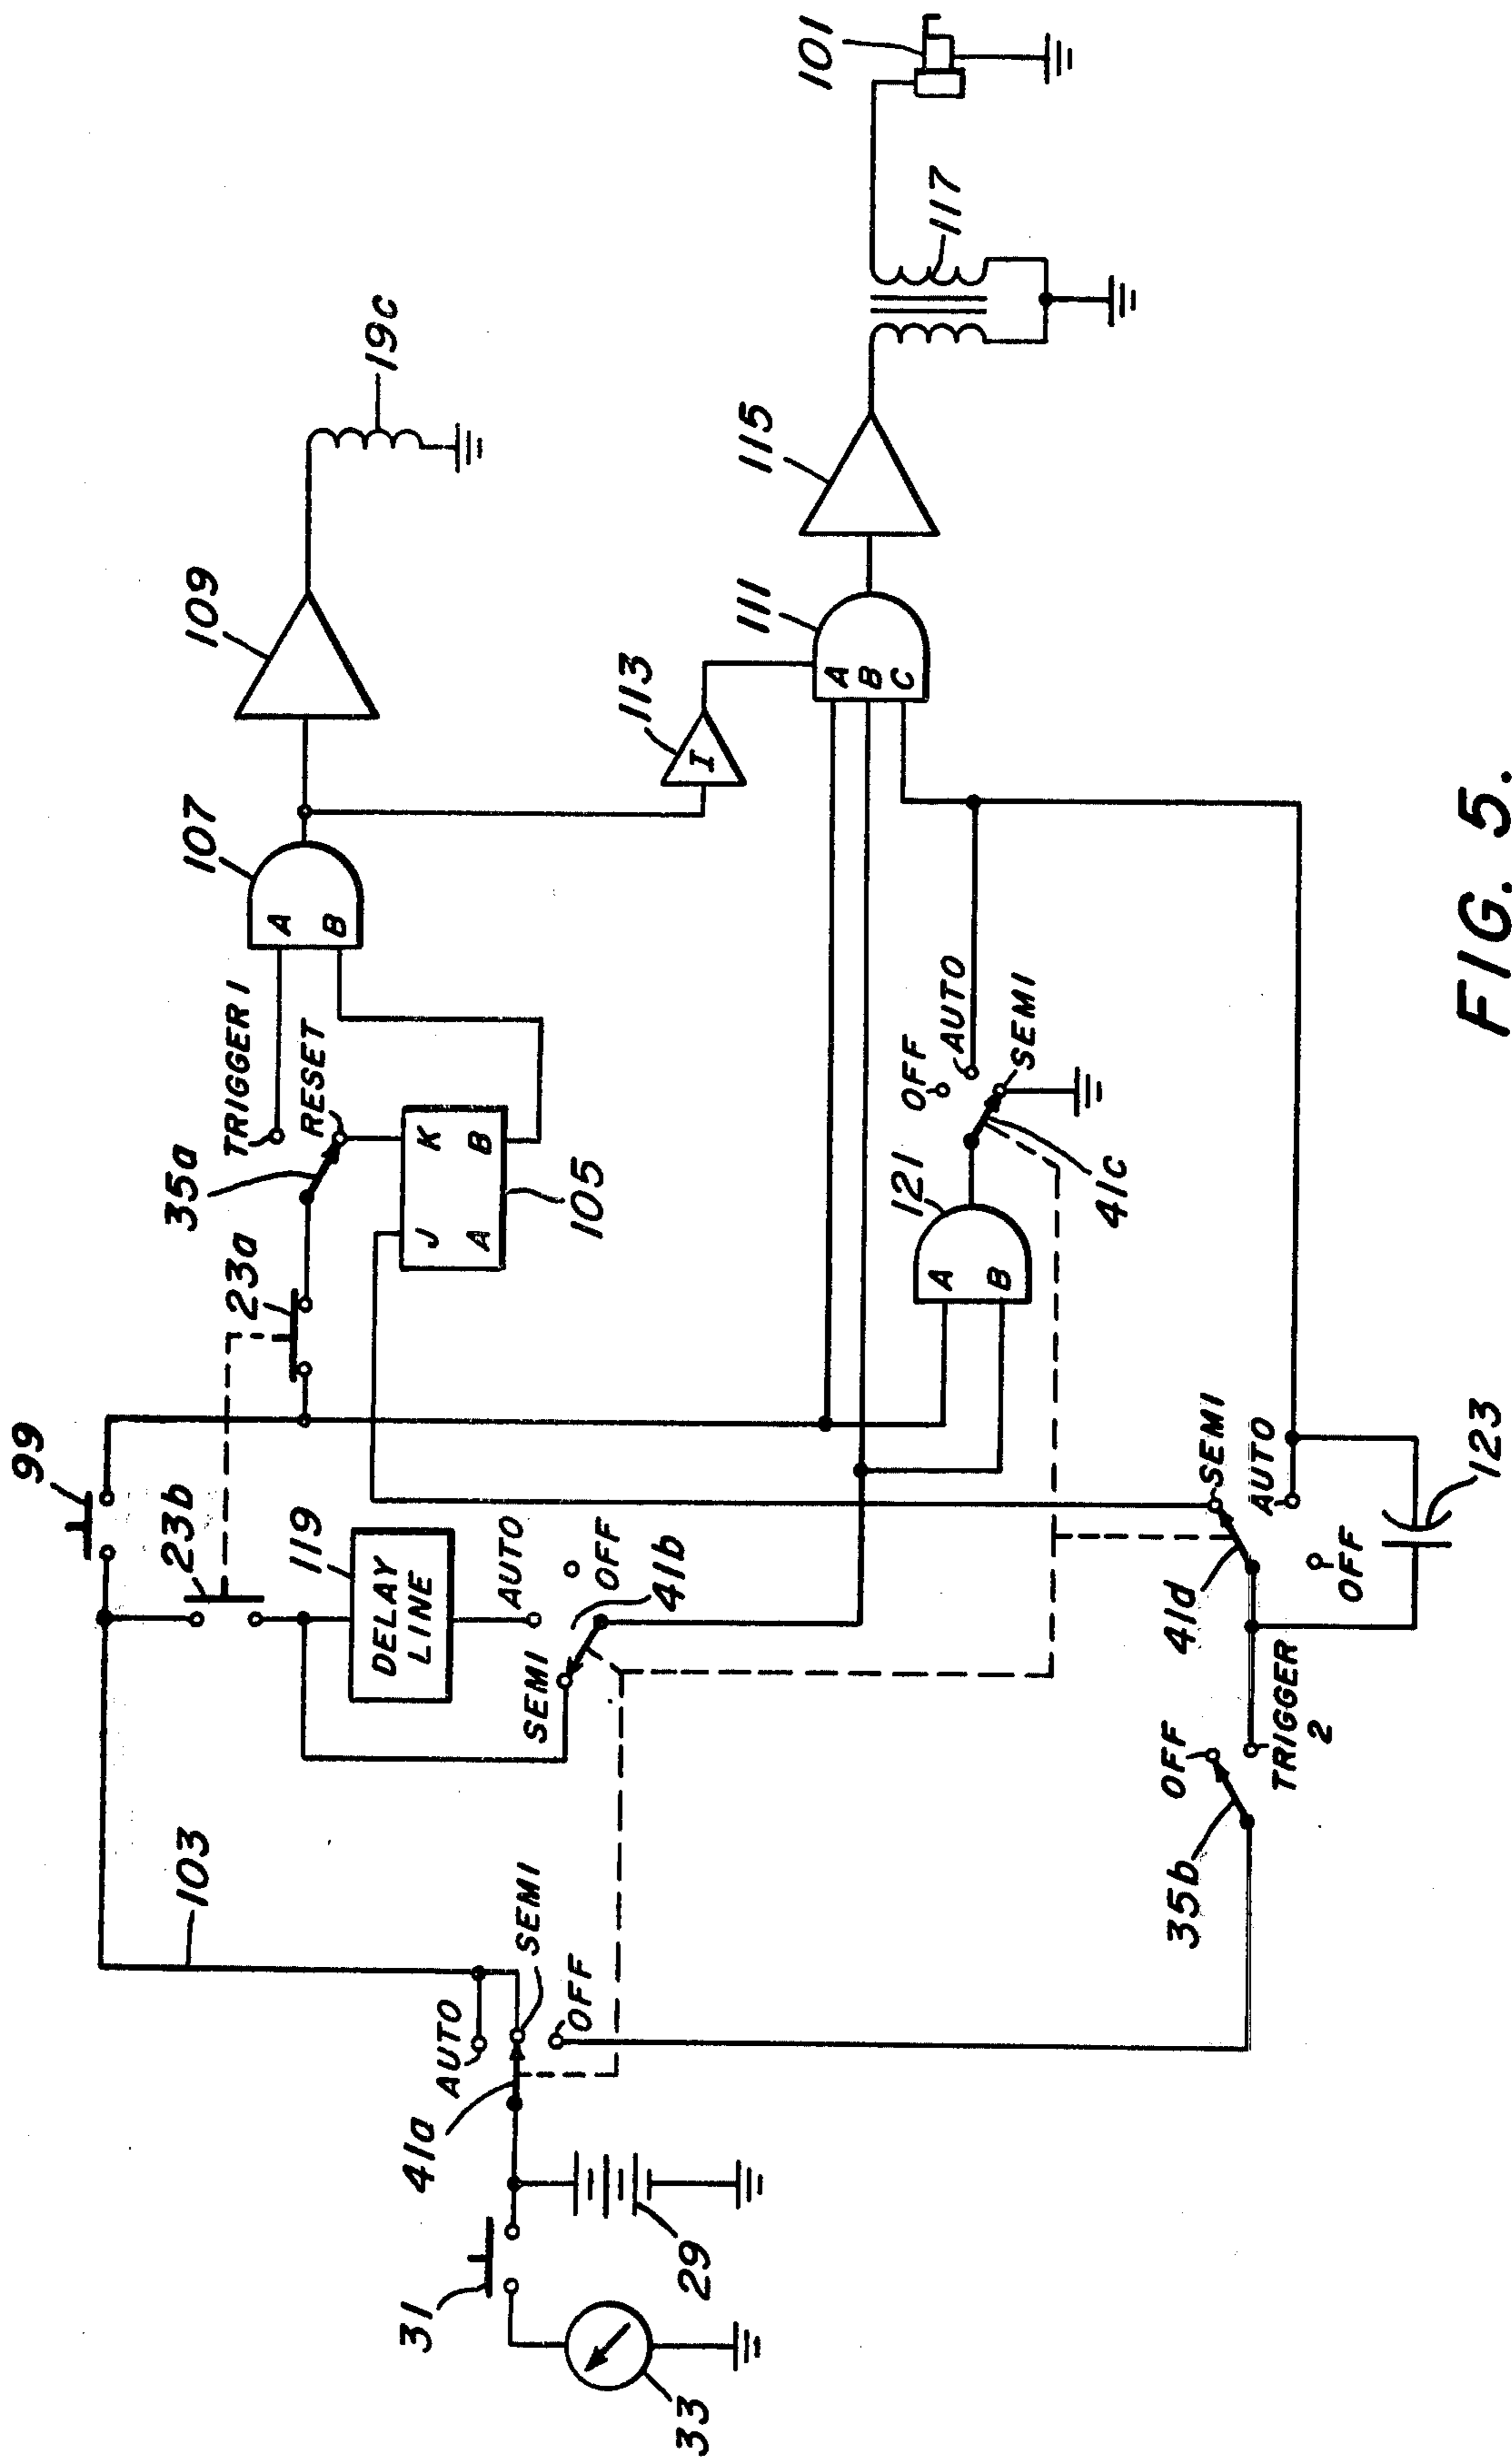 99
23b
119
DELAY
LINE
AUTO
OFF
SEMI
41b
103
AUTO
SEMI
OFF
41a
31
33
29
23a
35a
TRIGGER 1
RESET
J
K
A
B
105
107
A
B
109
19c
113
I
111
A
B
C
115
117
101
121
A
B
OFF
AUTO
SEMI
41c
SEMI
AUTO
OFF
41d
123
OFF
TRIGGER
2
35b
FIG. 5.